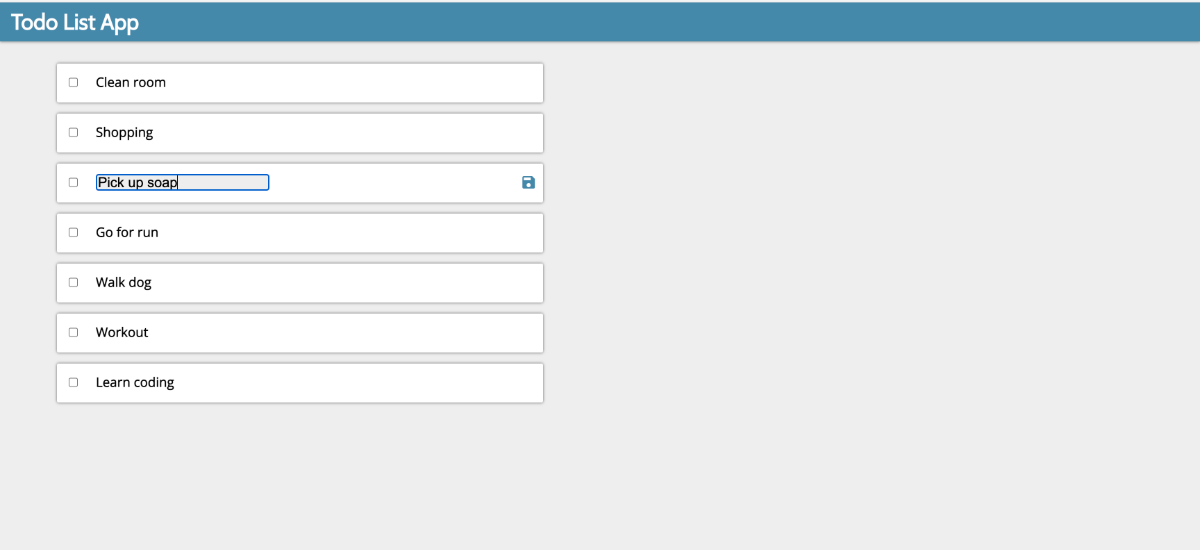 Todo List App
Clean room
Shopping
Pick up soap
Go for run
Walk dog
Workout
Learn coding